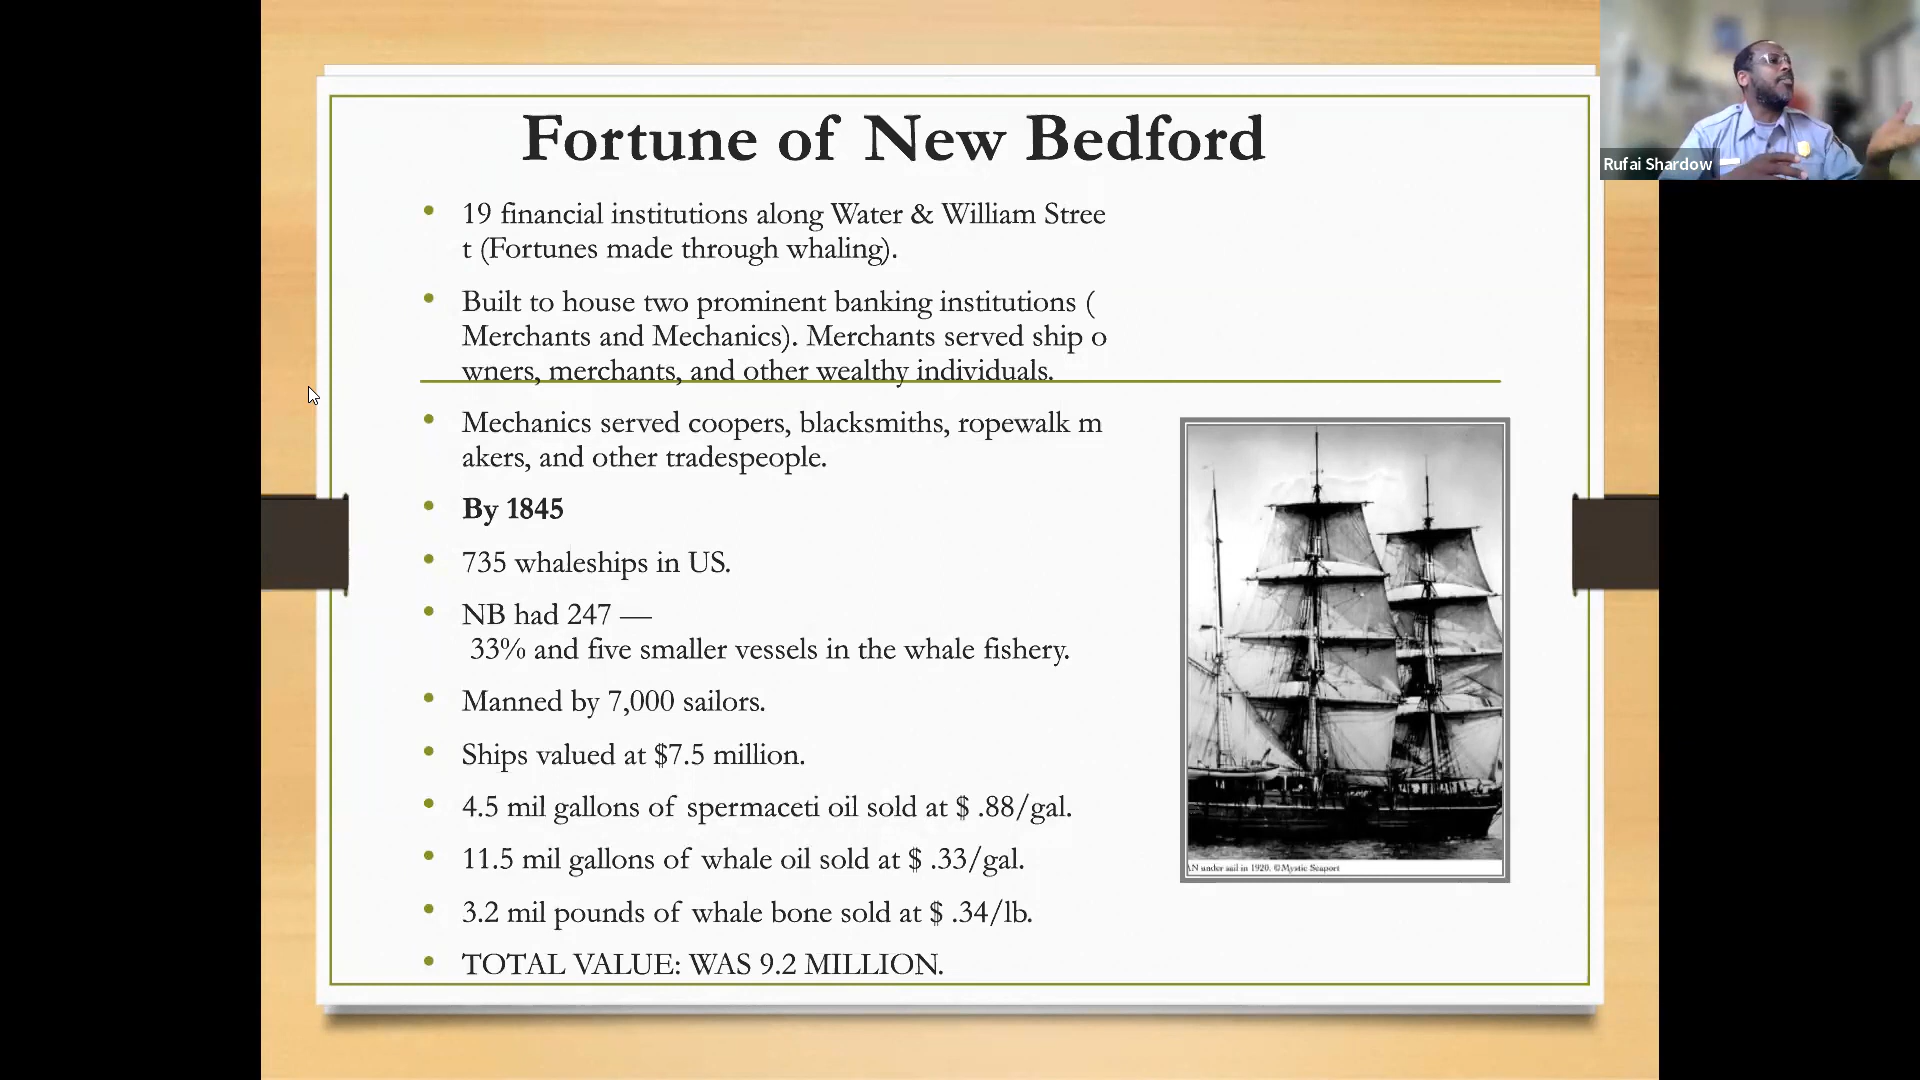 Fortune of New Bedford
Rufai Shardow
• 19 financial institutions along Water & William Stree
t (Fortunes made through whaling).
• Built to house two prominent banking institutions (
Merchants and Mechanics). Merchants served ship o
wners, merchants, and other wealthy individuals.
• Mechanics served coopers, blacksmiths, ropewalk m
akers, and other tradespeople.
• By 1845
• 735 whaleships in US.
• NB had 247 —
33% and five smaller vessels in the whale fishery.
• Manned by 7,000 sailors.
• Ships valued at $7.5 million.
• 4.5 mil gallons of spermaceti oil sold at $ .88/gal.
• 11.5 mil gallons of whale oil sold at $ .33/gal.
• 3.2 mil pounds of whale bone sold at $ .34/lb.
• TOTAL VALUE: WAS 9.2 MILLION.
AN under sail in 1920. ©Mystic Seaport